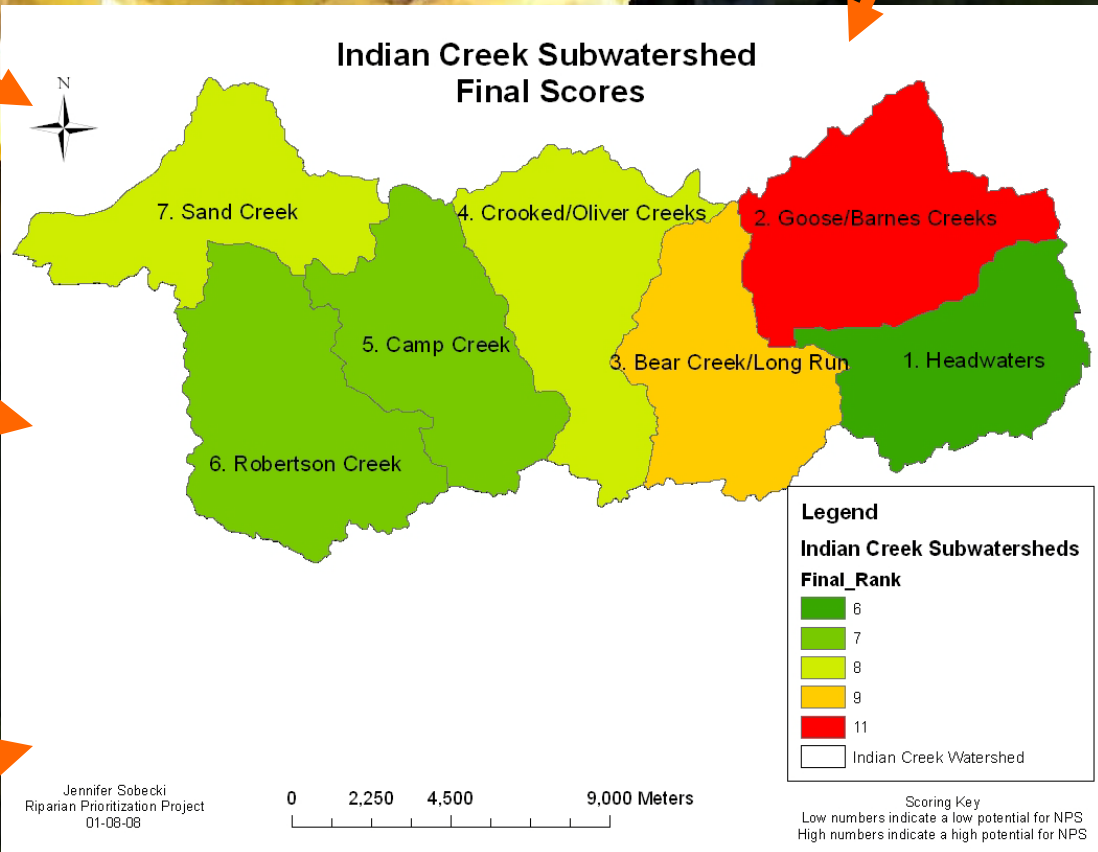 Indian Creek Subwatershed
Final Scores
N
7. Sand Creek
4. Crooked/Oliver Creeks
2. Goose/Barnes Creeks
5. Camp Creek
3. Bear Creek/Long Run
1. Headwaters
6. Robertson Creek
Legend
Indian Creek Subwatersheds
Final_Rank
6
7
8
9
11
Indian Creek Watershed
Jennifer Sobecki
Riparian Prioritization Project
01-08-08
0 2,250 4,500 9,000 Meters
Scoring Key
Low numbers indicate a low potential for NPS
High numbers indicate a high potential for NPS